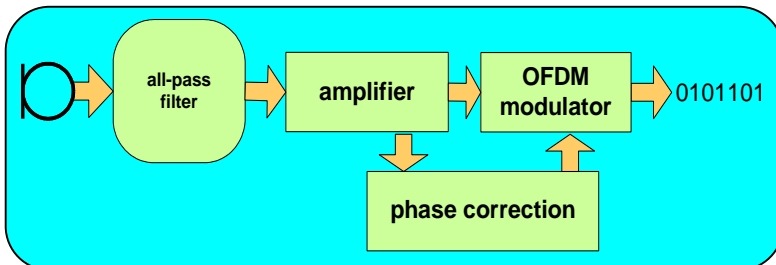 all-pass
filter
amplifier
OFDM
modulator
0101101
phase correction